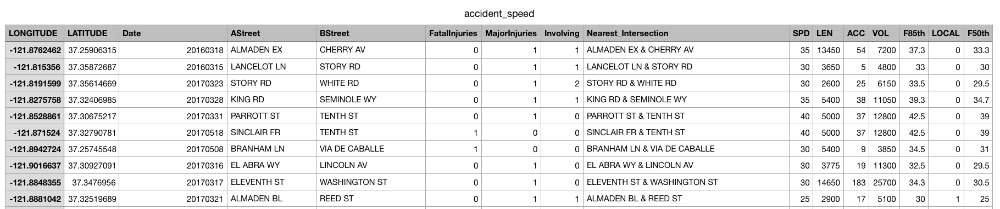 accident_speed
LONGITUDE LATITUDE Date AStreet BStreet FatalInjuries MajorInjuries Involving Nearest_Intersection SPD LEN ACC VOL F85th LOCAL F50th
-121.8762462 37.25906315 20160318 ALMADEN EX CHERRY AV 0 1 1 ALMADEN EX & CHERRY AV 35 13450 54 7200 37.3 0 33.3
-121.815356 37.35872687 20160315 LANCELOT LN STORY RD 0 1 1 LANCELOT LN & STORY RD 30 3650 5 4800 33 0 30
-121.8191599 37.35614669 20170323 STORY RD WHITE RD 0 1 2 STORY RD & WHITE RD 30 2600 25 6150 33.5 0 29.5
-121.8275758 37.32406985 20170328 KING RD SEMINOLE WY 0 1 1 KING RD & SEMINOLE WY 35 5400 38 11050 39.3 0 34.7
-121.8528861 37.30675217 20170331 PARROTT ST TENTH ST 0 1 0 PARROTT ST & TENTH ST 40 5000 37 12800 42.5 0 39
-121.871524 37.32790781 20170518 SINCLAIR FR TENTH ST 1 0 0 SINCLAIR FR & TENTH ST 40 5000 37 12800 42.5 0 39
-121.8942724 37.25745548 20170508 BRANHAM LN VIA DE CABALLE 1 0 0 BRANHAM LN & VIA DE CABALLE 30 5400 9 3850 34.5 0 31
-121.9016637 37.30927091 20170316 EL ABRA WY LINCOLN AV 0 1 0 EL ABRA WY & LINCOLN AV 30 3775 19 11300 32.5 0 29.5
-121.8848355 37.3476956 20170317 ELEVENTH ST WASHINGTON ST 0 1 0 ELEVENTH ST & WASHINGTON ST 30 14650 183 25700 34.3 0 30.5
-121.8881042 37.32519689 20170321 ALMADEN BL REED ST 0 1 1 ALMADEN BL & REED ST 25 2900 17 5100 30 1 25